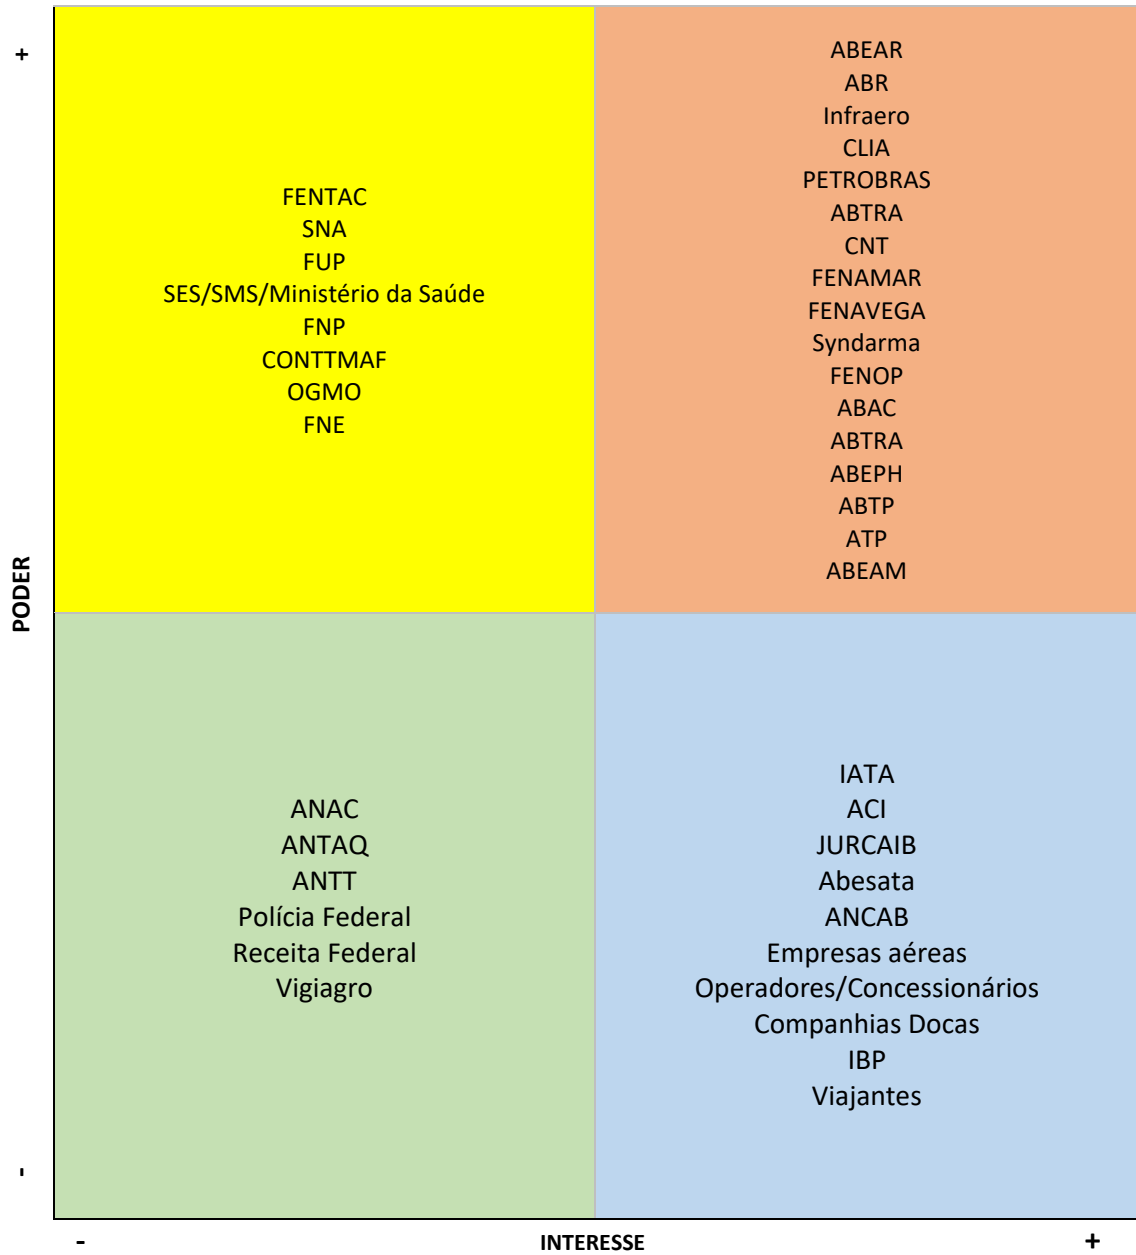 +
FENTAC
SNA
FUP
SES/SMS/Ministério da Saúde
FNP
CONTTMAF
OGMO
FNE
ABEAR
ABR
Infraero
CLIA
PETROBRAS
ABTRA
CNT
FENAMAR
FENAVEGA
Syndarma
FENOP
ABAC
ABTRA
ABEPH
ABTP
ATP
ABEAM
PODER
ANAC
ANTAQ
ANTT
Polícia Federal
Receita Federal
Vigiagro
IATA
ACI
JURCAIB
Abesata
ANCAB
Empresas aéreas
Operadores/Concessionários
Companhias Docas
IBP
Viajantes
-
- INTERESSE +